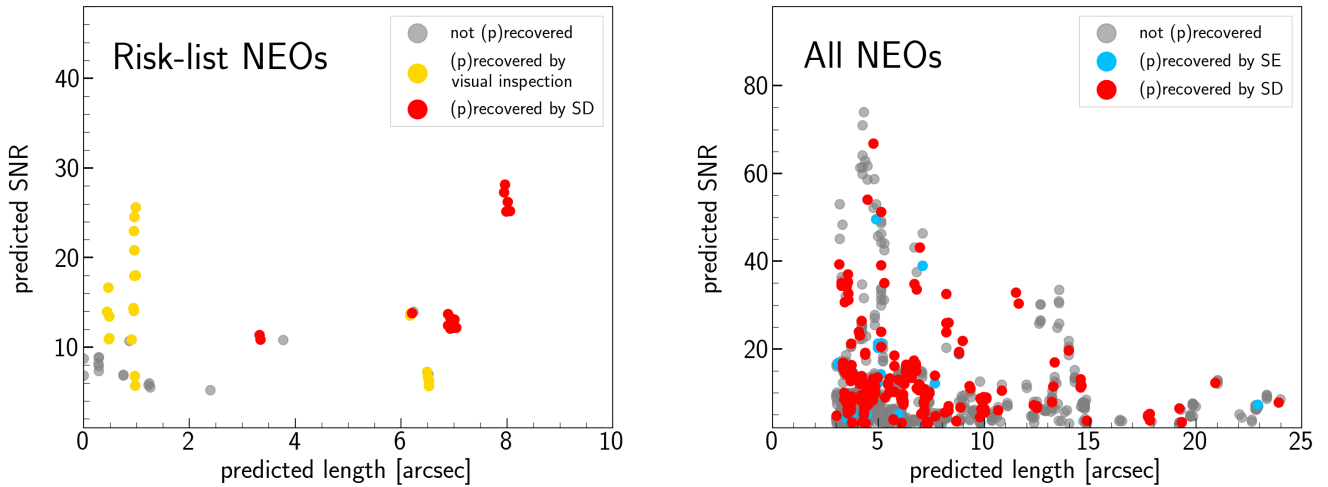 Risk-list NEOs
not (p)recovered
(p)recovered by
visual inspection
(p)recovered by SD
40
30
20
10
predicted SNR
0 2 4 6 8 10
predicted length [arcsec]
All NEOs
not (p)recovered
(p)recovered by SE
(p)recovered by SD
80
60
40
20
predicted SNR
0 5 10 15 20 25
predicted length [arcsec]